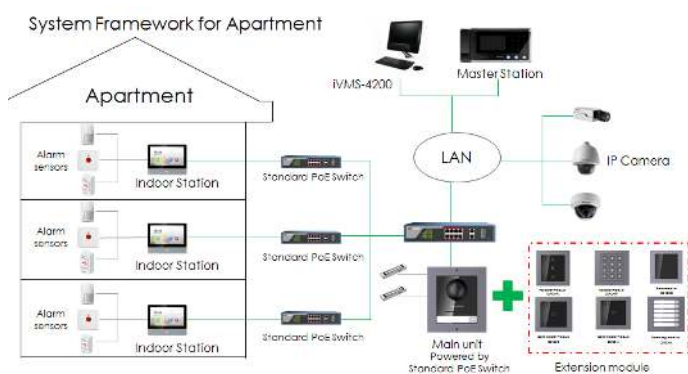 System Framework for Apartment
iVMS-4200
Master Station
Apartment
LAN
IP Camera
Alarm
sensors
Indoor Station
Standard PoE Switch
Alarm
sensors
Indoor Station
Standard PoE Switch
Alarm
sensors
Indoor Station
Standard PoE Switch
Main unit
Powered by
Standard PoE Switch
Extension module